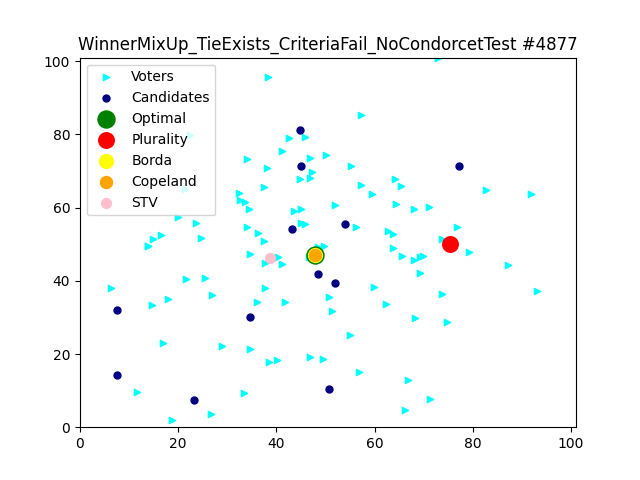 WinnerMixUp_TieExists_CriteriaFail_NoCondorcetTest #4877
100
80
60
40
20
0
Voters
Candidates
Optimal
Plurality
Borda
Copeland
STV
0 20 40 60 80 100